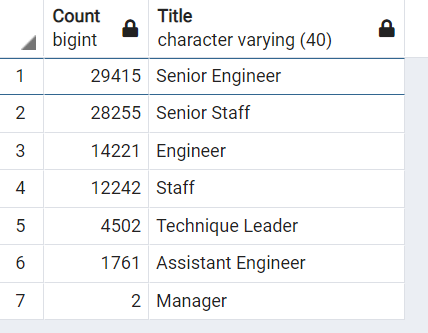 Count Title
bigint character varying (40)
1 29415 Senior Engineer
2 28255 Senior Staff
3 14221 Engineer
4 12242 Staff
5 4502 Technique Leader
6 1761 Assistant Engineer
7 2 Manager